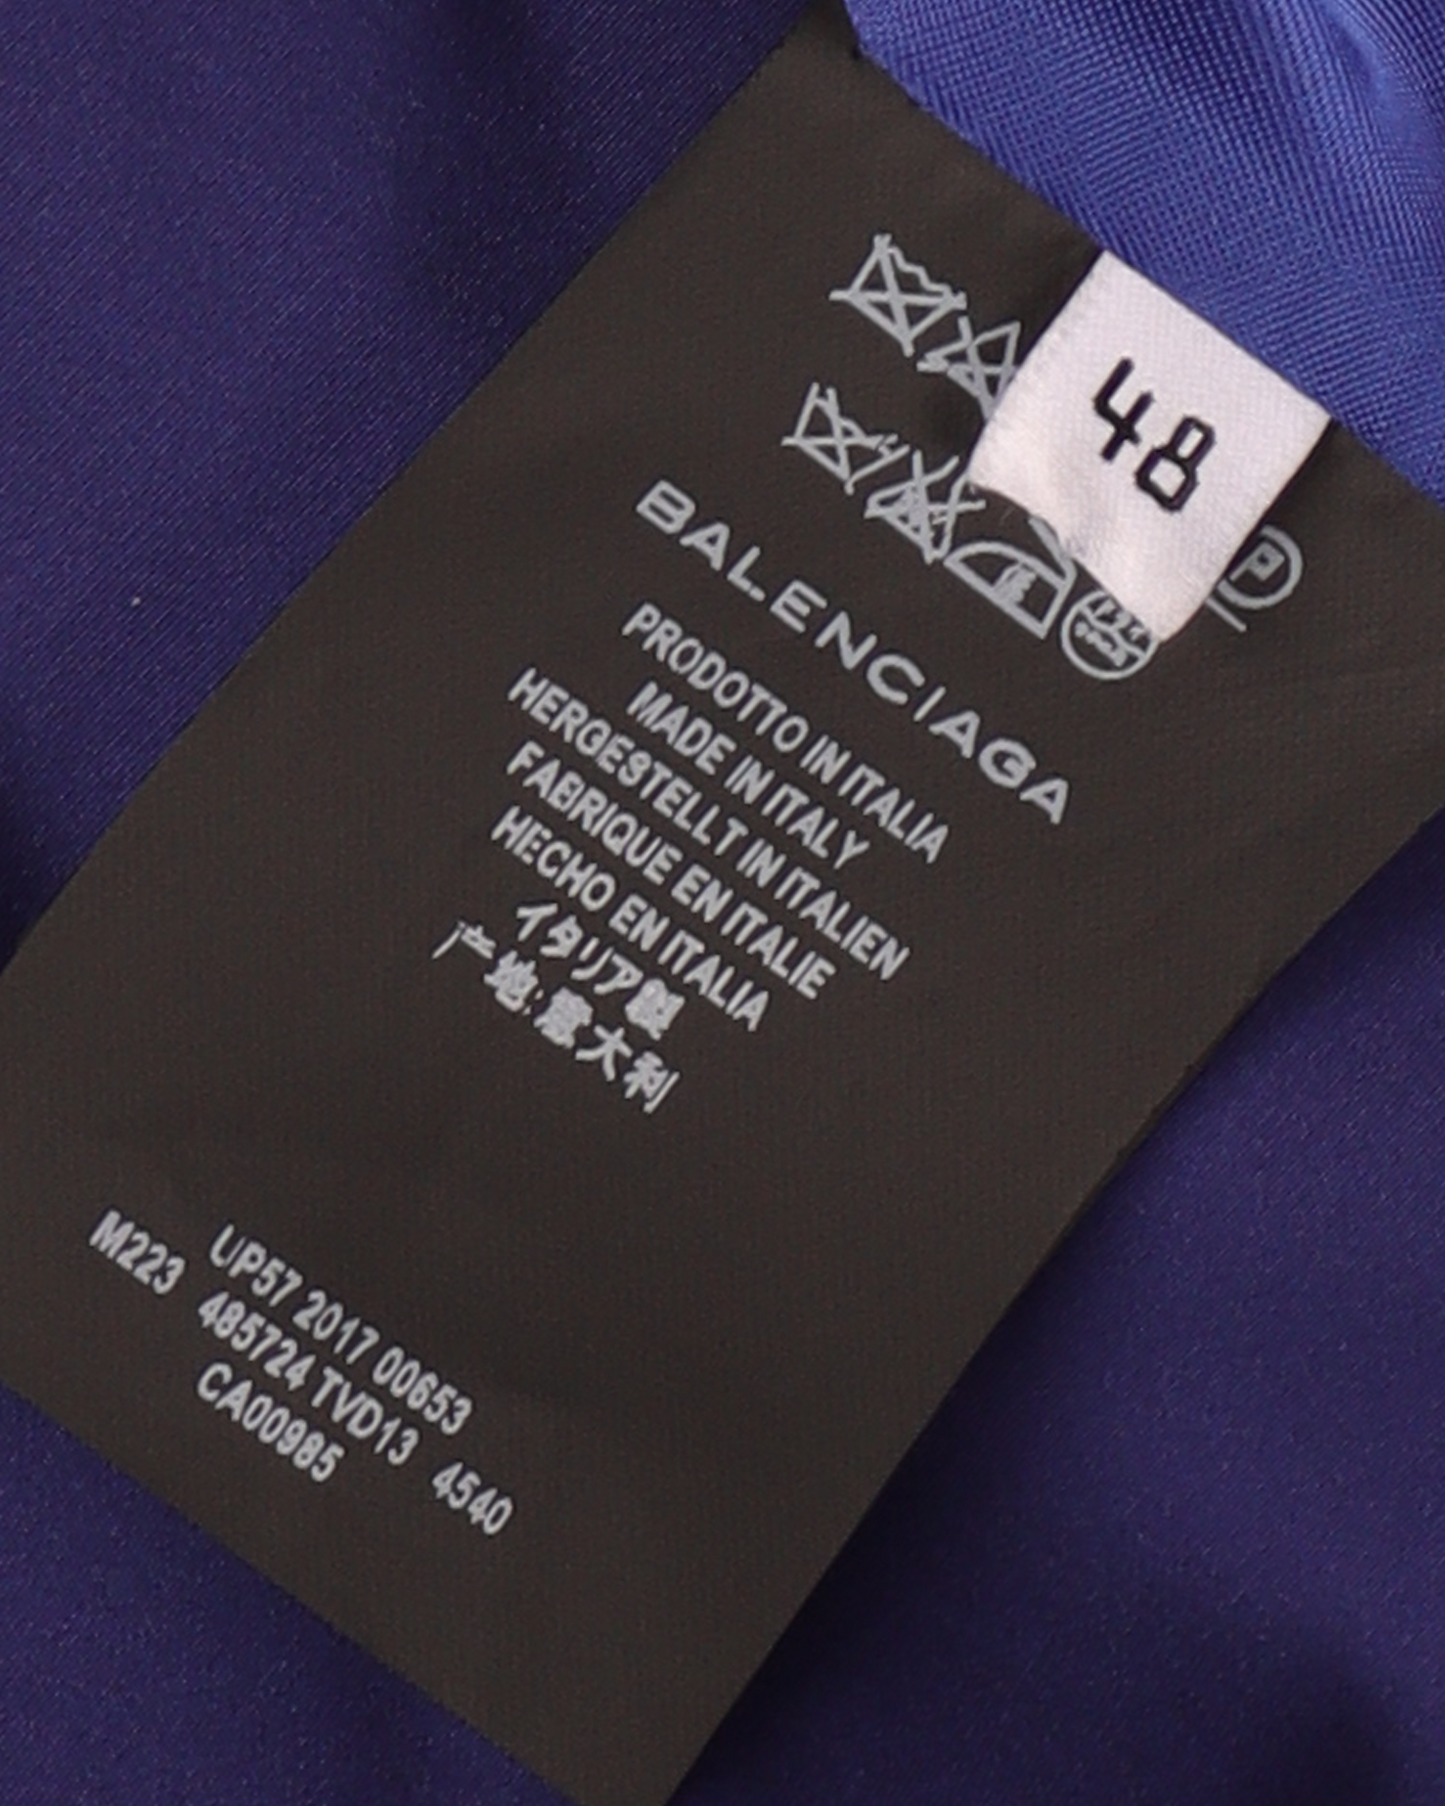 48
P
BALENCIAGA
PRODOTTO IN ITALIA
MADE IN ITALY
HERGESTELLT IN ITALIEN
FABRIQUE EN ITALIE
HECHO EN ITALIA
イタリア製
产地:意大利
UP57 2017 00653
M223 485724 TVD13 4540
CA00985